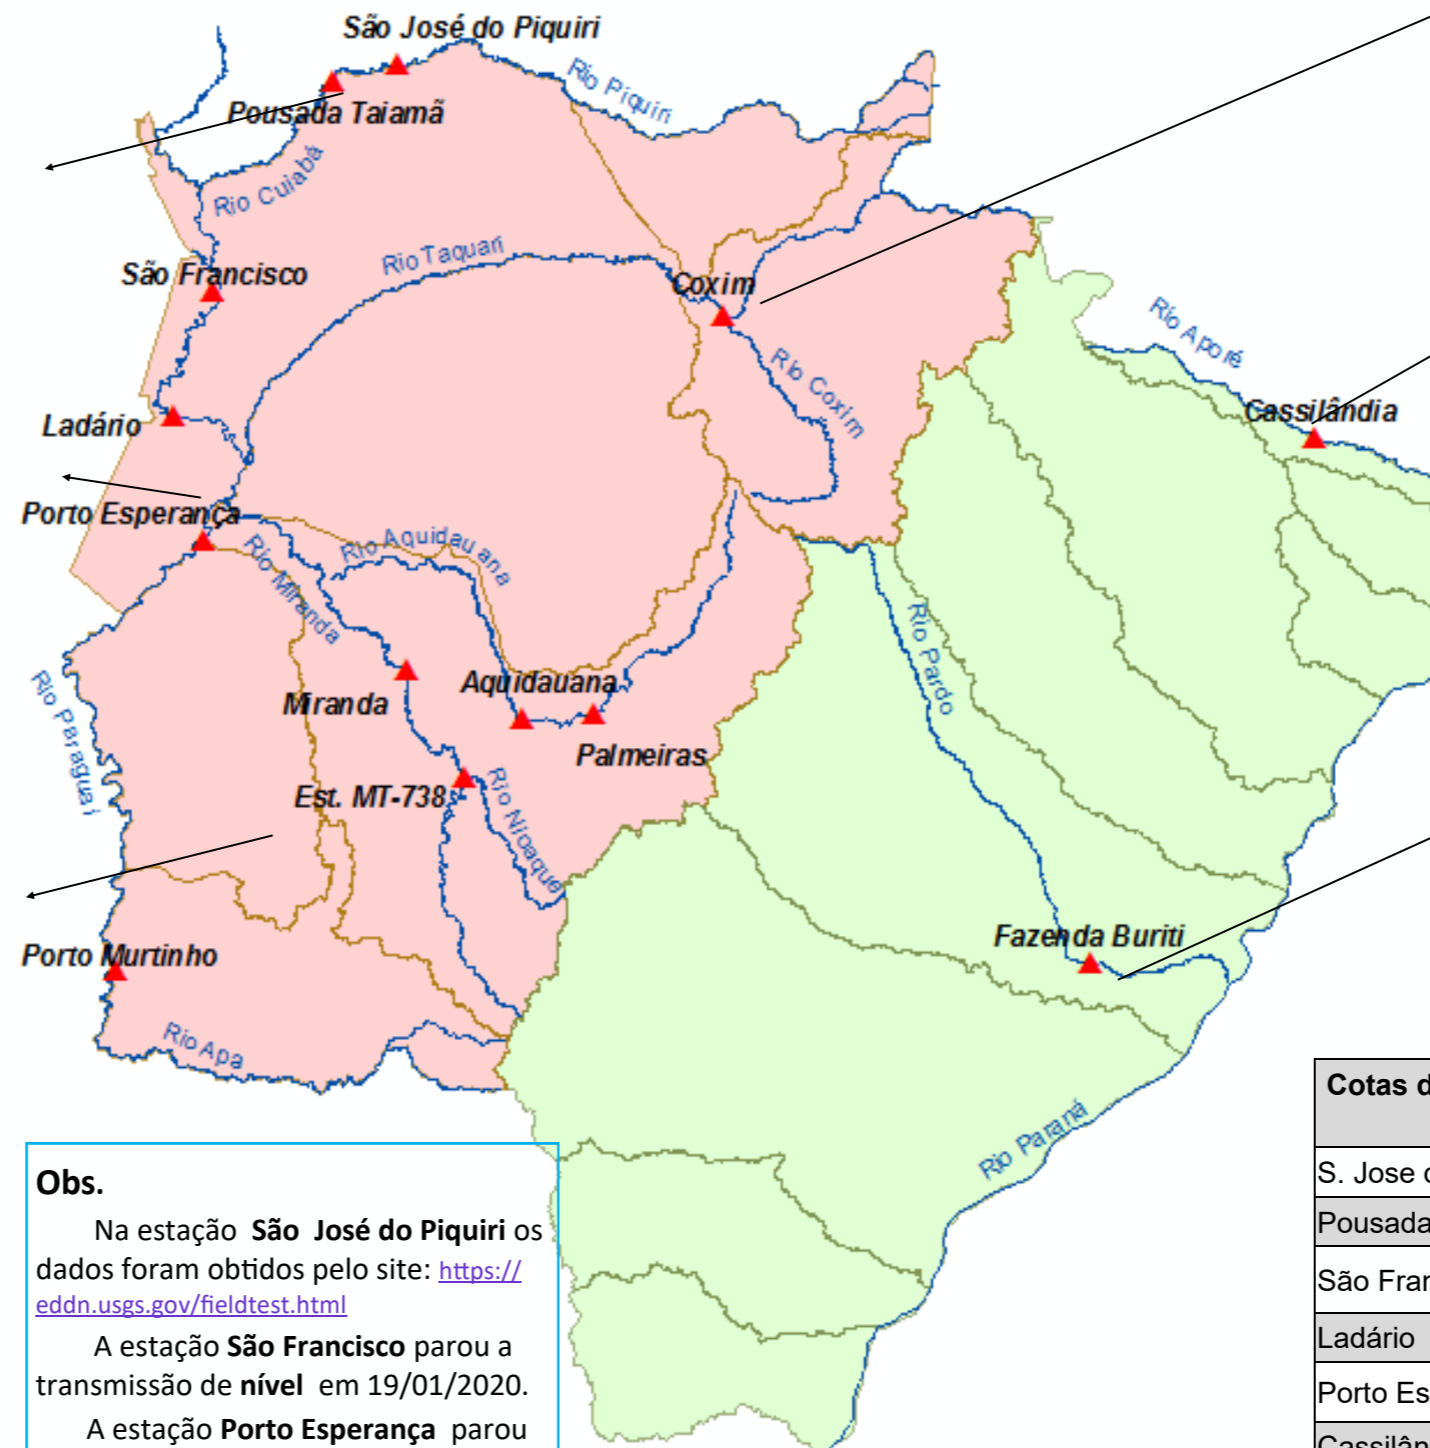 São José do Piquiri
Rio Piquiri
Pousada Taiamã
Rio Cuiabá
Rio Taquari
São Francisco
Coxim
Rio Aporé
Rio Coxim
Cassilândia
Ladário
Porto Esperança
Rio Aquidauana
Rio Miranda
Rio Pardo
Rio Paraguai
Miranda
Aquidauana
Palmeiras
Est. MT-738
Rio Nioaque
Fazenda Buriti
Porto Murtinho
Rio Apa
Rio Paraná
Obs.
Na estação São José do Piquiri os
dados foram obtidos pelo site: https://
eddn.usgs.gov/fieldtest.html
A estação São Francisco parou a
transmissão de nível em 19/01/2020.
A estação Porto Esperança parou
Cotas d
S. Jose
Pousada
São Fran
Ladário
Porto Es
Cassilân